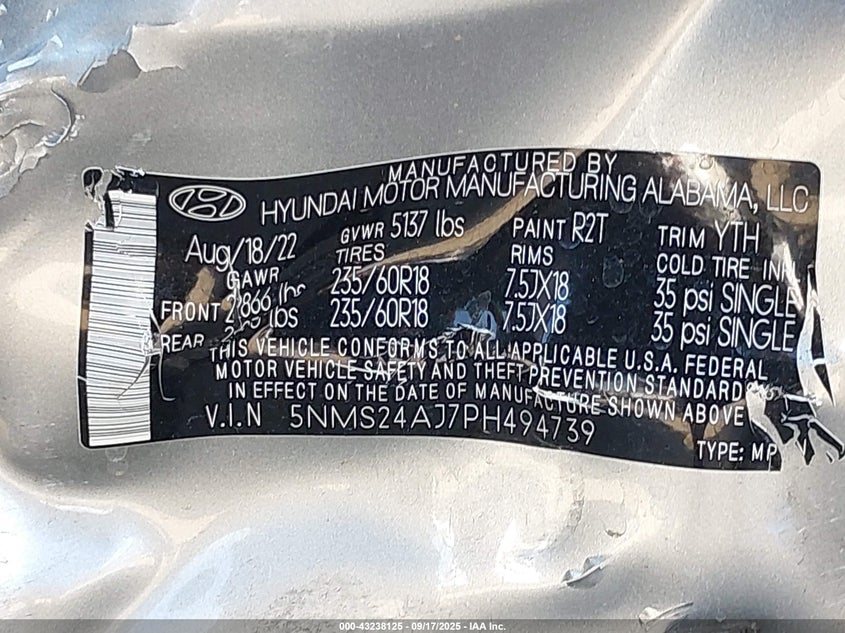 MANUFACTURED BY
HYUNDAI MOTOR MANUFACTURING ALABAMA, LLC
Aug/18/22 GVWR 5137 lbs PAINT R2T TRIM YTH
GAWR TIRES RIMS COLD TIRE INFL
FRONT 2866 lbs 235/60R18 7.5JX18 35 psi SINGLE
REAR lbs 235/60R18 7.5JX18 35 psi SINGLE
THIS VEHICLE CONFORMS TO ALL APPLICABLE U.S.A. FEDERAL
MOTOR VEHICLE SAFETY AND THEFT PREVENTION STANDARDS
IN EFFECT ON THE DATE OF MANUFACTURE SHOWN ABOVE
V.I.N 5NMS24AJ7PH494739
TYPE: MP
000-43238125 - 09/17/2025 - IAA Inc.